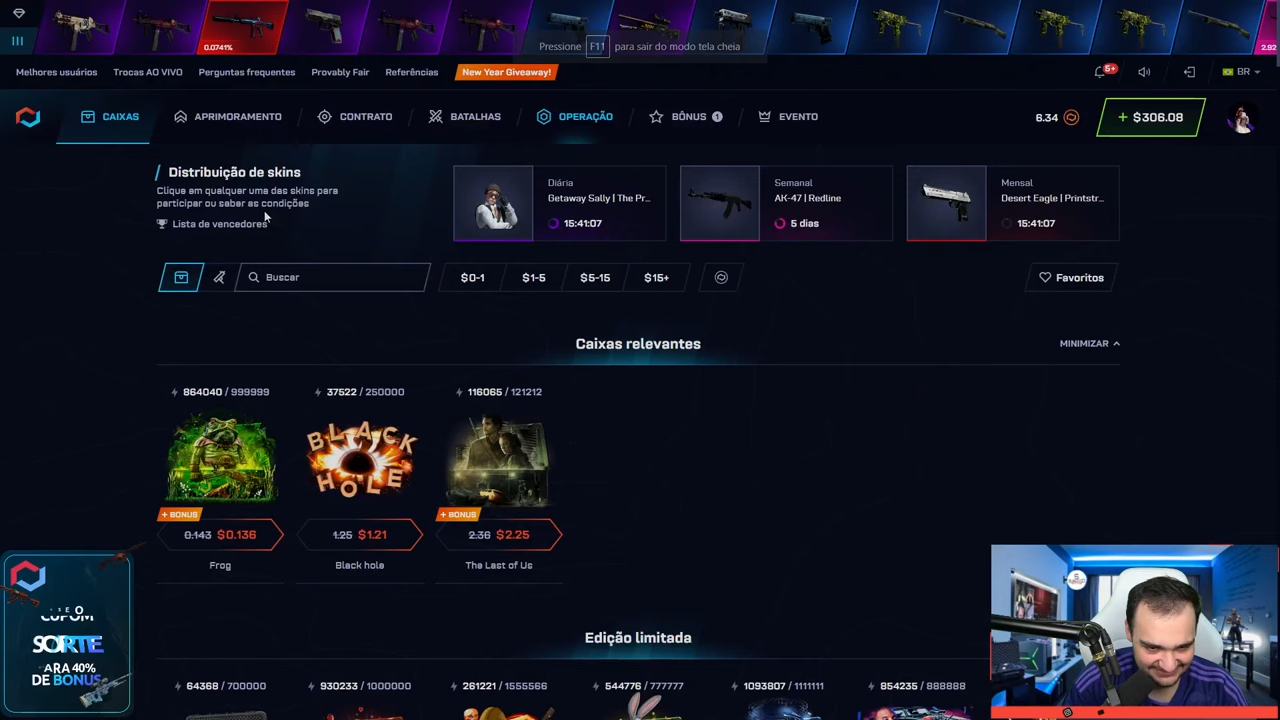 0.0741%
2.92
Pressione F11 para sair do modo tela cheia
Melhores usuários
Trocas AO VIVO
Perguntas frequentes
Provably Fair
Referências
New Year Giveaway!
5+
BR
CAIXAS
APRIMORAMENTO
CONTRATO
BATALHAS
OPERAÇÃO
BÔNUS 1
EVENTO
6.34
+ $306.08
Distribuição de skins
Clique em qualquer uma das skins para
participar ou saber as condições
Lista de vencedores
Diária
Getaway Sally | The Pr...
15:41:07
Semanal
AK-47 | Redline
5 dias
Mensal
Desert Eagle | Printstr...
15:41:07
Buscar
$0-1
$1-5
$5-15
$15+
Favoritos
Caixas relevantes
MINIMIZAR
864040 / 999999
37522 / 250000
116065 / 121212
BLACK
HOLE
+ BONUS
+ BONUS
0.143 $0.136
1.25 $1.21
2.36 $2.25
Frog
Black hole
The Last of Us
Edição limitada
64368 / 700000
930233 / 1000000
261221 / 1555566
544776 / 777777
1093807 / 1111111
854235 / 888888
CUPOM
SORTE
ARA 40%
DE BONUS